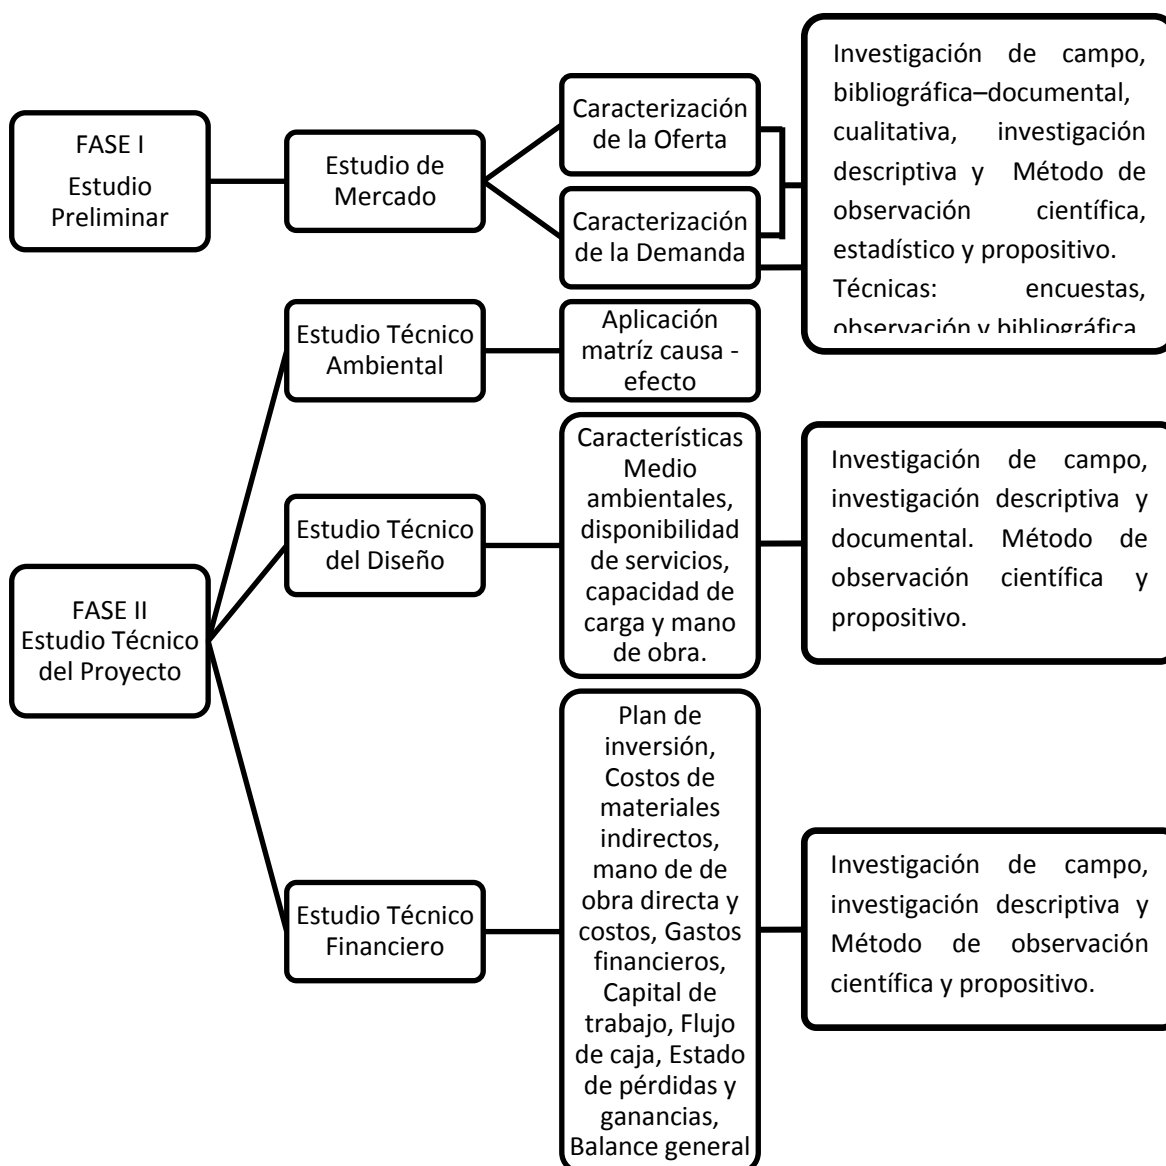 FASE I
Estudio
Preliminar
Estudio de
Mercado
Caracterización
de la Oferta
Caracterización
de la Demanda
Investigación de campo,
bibliográfica–documental,
cualitativa, investigación
descriptiva y Método de
observación científica,
estadístico y propositivo.
Técnicas: encuestas,
observación y bibliográfica
FASE II
Estudio Técnico
del Proyecto
Estudio Técnico
Ambiental
Aplicación
matríz causa -
efecto
Estudio Técnico
del Diseño
Características
Medio
ambientales,
disponibilidad
de servicios,
capacidad de
carga y mano
de obra.
Investigación de campo,
investigación descriptiva y
documental. Método de
observación científica y
propositivo.
Estudio Técnico
Financiero
Plan de
inversión,
Costos de
materiales
indirectos,
mano de de
obra directa y
costos, Gastos
financieros,
Capital de
trabajo, Flujo
de caja, Estado
de pérdidas y
ganancias,
Balance general
Investigación de campo,
investigación descriptiva y
Método de observación
científica y propositivo.